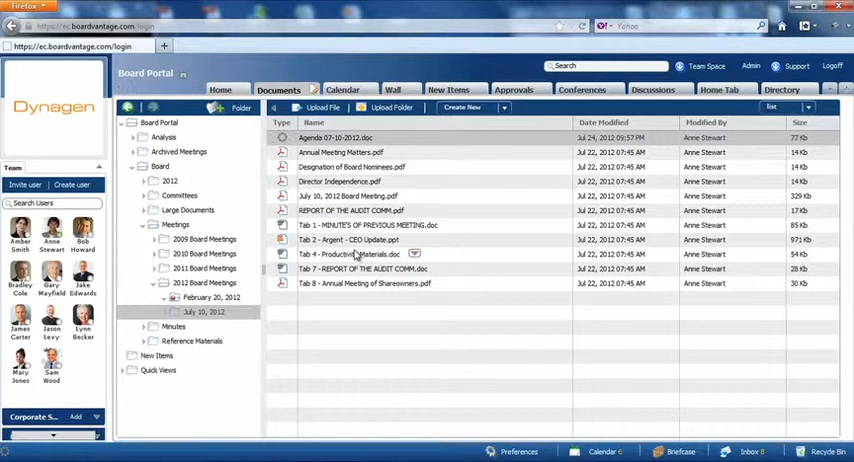 Firefox
https://ec.boardvantage.com/login
Yahoo
https://ec.boardvantage.com/login
Dynagen
Board Portal
Search
Team Space
Admin
Support
Logoff
Home
Documents
Calendar
Wall
New Items
Approvals
Conferences
Discussions
Home Tab
Directory
Folder
Upload File
Upload Folder
Create New
list
Type
Name
Date Modified
Modified By
Size
Team
Invite user
Create user
Search Users
Amber Smith
Anne Stewart
Bob Howard
Bradley Cole
Gary Mayfield
Jake Edwards
James Carter
Jason Levy
Lynn Becker
Mary Jones
Sam Wood
Corporate S...
Add
Board Portal
Analysis
Archived Meetings
Board
2012
Committees
Large Documents
Meetings
2009 Board Meetings
2010 Board Meetings
2011 Board Meetings
2012 Board Meetings
February 20, 2012
July 10, 2012
Minutes
Reference Materials
New Items
Quick Views
Agenda 07-10-2012.doc Jul 24, 2012 09:57 PM Anne Stewart 77 Kb
Annual Meeting Matters.pdf Jul 22, 2012 07:45 AM Anne Stewart 14 Kb
Designation of Board Nominees.pdf Jul 22, 2012 07:45 AM Anne Stewart 14 Kb
Director Independence.pdf Jul 22, 2012 07:45 AM Anne Stewart 14 Kb
July 10, 2012 Board Meeting.pdf Jul 22, 2012 07:45 AM Anne Stewart 329 Kb
REPORT OF THE AUDIT COMM.pdf Jul 22, 2012 07:45 AM Anne Stewart 17 Kb
Tab 1 - MINUTE'S OF PREVIOUS MEETING.doc Jul 22, 2012 07:45 AM Anne Stewart 85 Kb
Tab 2 - Argent - CEO Update.ppt Jul 22, 2012 07:45 AM Anne Stewart 971 Kb
Tab 4 - Materials.doc Jul 22, 2012 07:45 AM Anne Stewart 54 Kb
Tab 7 - REPORT OF THE AUDIT COMM.doc Jul 22, 2012 07:45 AM Anne Stewart 28 Kb
Tab 8 - Annual Meeting of Shareowners.pdf Jul 22, 2012 07:45 AM Anne Stewart 30 Kb
Preferences
Calendar 6
Briefcase
Inbox 8
Recycle Bin